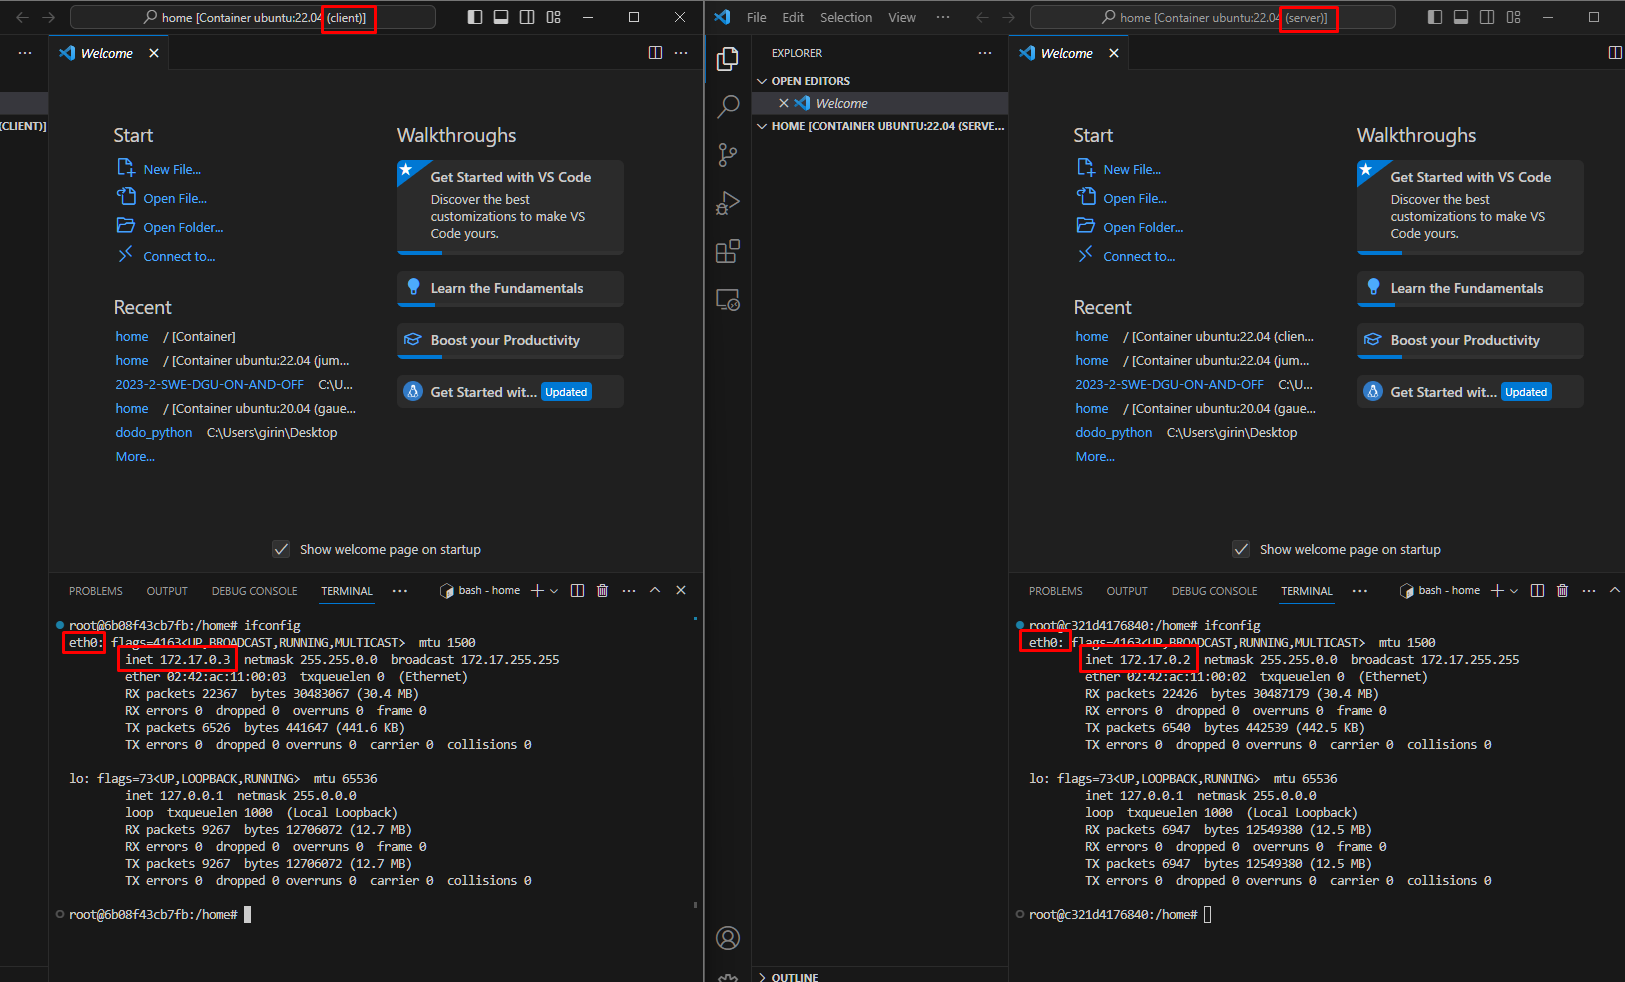 home [Container ubuntu:22.04 (client)]
Welcome
(CLIENT)]
Start
New File...
Open File...
Open Folder...
Connect to...
Recent
home / [Container]
home / [Container ubuntu:22.04 (jum...
2023-2-SWE-DGU-ON-AND-OFF C:\U...
home / [Container ubuntu:20.04 (gaue...
dodo_python C:\Users\girin\Desktop
More...
Walkthroughs
Get Started with VS Code
Discover the best
customizations to make VS
Code yours.
Learn the Fundamentals
Boost your Productivity
Get Started wit... Updated
Show welcome page on startup
PROBLEMS OUTPUT DEBUG CONSOLE TERMINAL ... bash - home
root@6b08f43cb7fb:/home# ifconfig
eth0: flags=4163<UP,BROADCAST,RUNNING,MULTICAST> mtu 1500
inet 172.17.0.3 netmask 255.255.0.0 broadcast 172.17.255.255
ether 02:42:ac:11:00:03 txqueuelen 0 (Ethernet)
RX packets 22367 bytes 30483067 (30.4 MB)
RX errors 0 dropped 0 overruns 0 frame 0
TX packets 6526 bytes 441647 (441.6 KB)
TX errors 0 dropped 0 overruns 0 carrier 0 collisions 0
lo: flags=73<UP,LOOPBACK,RUNNING> mtu 65536
inet 127.0.0.1 netmask 255.0.0.0
loop txqueuelen 1000 (Local Loopback)
RX packets 9267 bytes 12706072 (12.7 MB)
RX errors 0 dropped 0 overruns 0 frame 0
TX packets 9267 bytes 12706072 (12.7 MB)
TX errors 0 dropped 0 overruns 0 carrier 0 collisions 0
root@6b08f43cb7fb:/home#
File Edit Selection View ... home [Container ubuntu:22.04 (server)]
EXPLORER
OPEN EDITORS
Welcome
HOME [CONTAINER UBUNTU:22.04 (SERVE...
OUTLINE
Welcome
Start
New File...
Open File...
Open Folder...
Connect to...
Recent
home / [Container ubuntu:22.04 (clien...
home / [Container ubuntu:22.04 (jum...
2023-2-SWE-DGU-ON-AND-OFF C:\U...
home / [Container ubuntu:20.04 (gaue...
dodo_python C:\Users\girin\Desktop
More...
Walkthroughs
Get Started with VS Code
Discover the best
customizations to make VS
Code yours.
Learn the Fundamentals
Boost your Productivity
Get Started wit... Updated
Show welcome page on startup
PROBLEMS OUTPUT DEBUG CONSOLE TERMINAL ... bash - home
root@c321d4176840:/home# ifconfig
eth0: flags=4163<UP,BROADCAST,RUNNING,MULTICAST> mtu 1500
inet 172.17.0.2 netmask 255.255.0.0 broadcast 172.17.255.255
ether 02:42:ac:11:00:02 txqueuelen 0 (Ethernet)
RX packets 22426 bytes 30487179 (30.4 MB)
RX errors 0 dropped 0 overruns 0 frame 0
TX packets 6540 bytes 442539 (442.5 KB)
TX errors 0 dropped 0 overruns 0 carrier 0 collisions 0
lo: flags=73<UP,LOOPBACK,RUNNING> mtu 65536
inet 127.0.0.1 netmask 255.0.0.0
loop txqueuelen 1000 (Local Loopback)
RX packets 6947 bytes 12549380 (12.5 MB)
RX errors 0 dropped 0 overruns 0 frame 0
TX packets 6947 bytes 12549380 (12.5 MB)
TX errors 0 dropped 0 overruns 0 carrier 0 collisions 0
root@c321d4176840:/home#